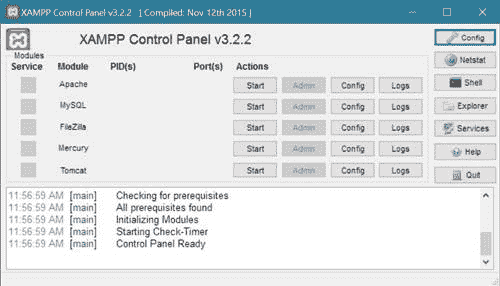 XAMPP Control Panel v3.2.2 [ Compiled: Nov 12th 2015 ]
XAMPP Control Panel v3.2.2
Config
Modules
Service Module PID(s) Port(s) Actions
Netstat
Apache Start Admin Config Logs
Shell
MySQL Start Admin Config Logs
Explorer
FileZilla Start Admin Config Logs
Services
Mercury Start Admin Config Logs
Help
Tomcat Start Admin Config Logs
Quit
11:56:59 AM [main] Checking for prerequisites
11:56:59 AM [main] All prerequisites found
11:56:59 AM [main] Initializing Modules
11:56:59 AM [main] Starting Check-Timer
11:56:59 AM [main] Control Panel Ready